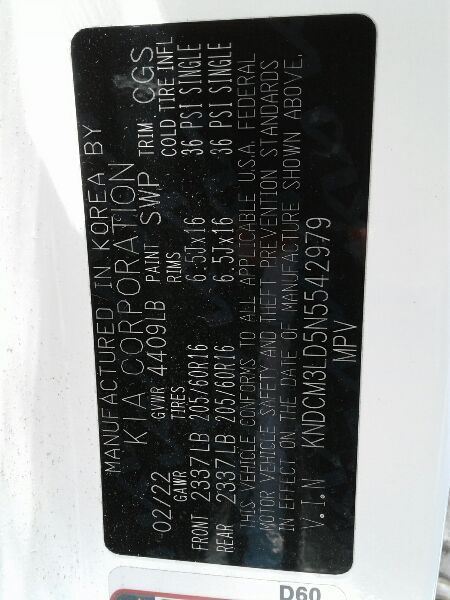 MANUFACTURED IN KOREA BY
KIA CORPORATION
02/22 GVWR 4409LB PAINT SWP TRIM CGS
GAWR TIRES RIMS COLD TIRE INFL
FRONT 2337LB 205/60R16 6.5Jx16 36 PSI SINGLE
REAR 2337LB 205/60R16 6.5Jx16 36 PSI SINGLE
THIS VEHICLE CONFORMS TO ALL APPLICABLE U.S.A. FEDERAL
MOTOR VEHICLE SAFETY AND THEFT PREVENTION STANDARDS
IN EFFECT ON THE DATE OF MANUFACTURE SHOWN ABOVE.
V.I.N KNDCM3LD5N5542979
MPV
D60